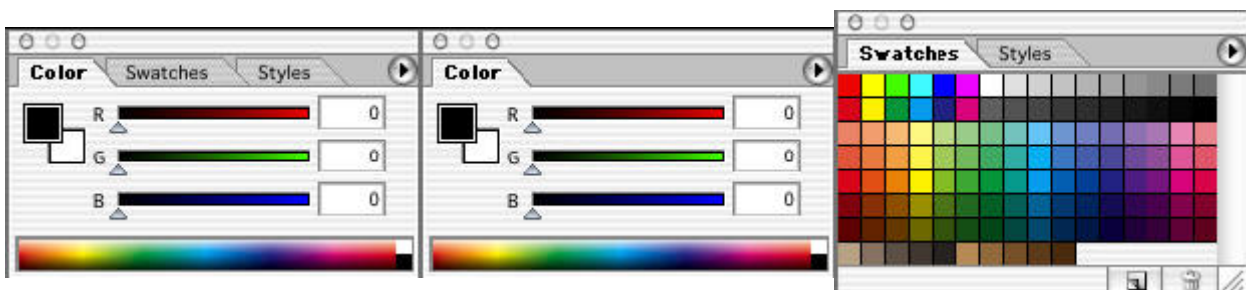 Color Swatches Styles
R 0
G 0
B 0
Color
R 0
G 0
B 0
Swatches Styles